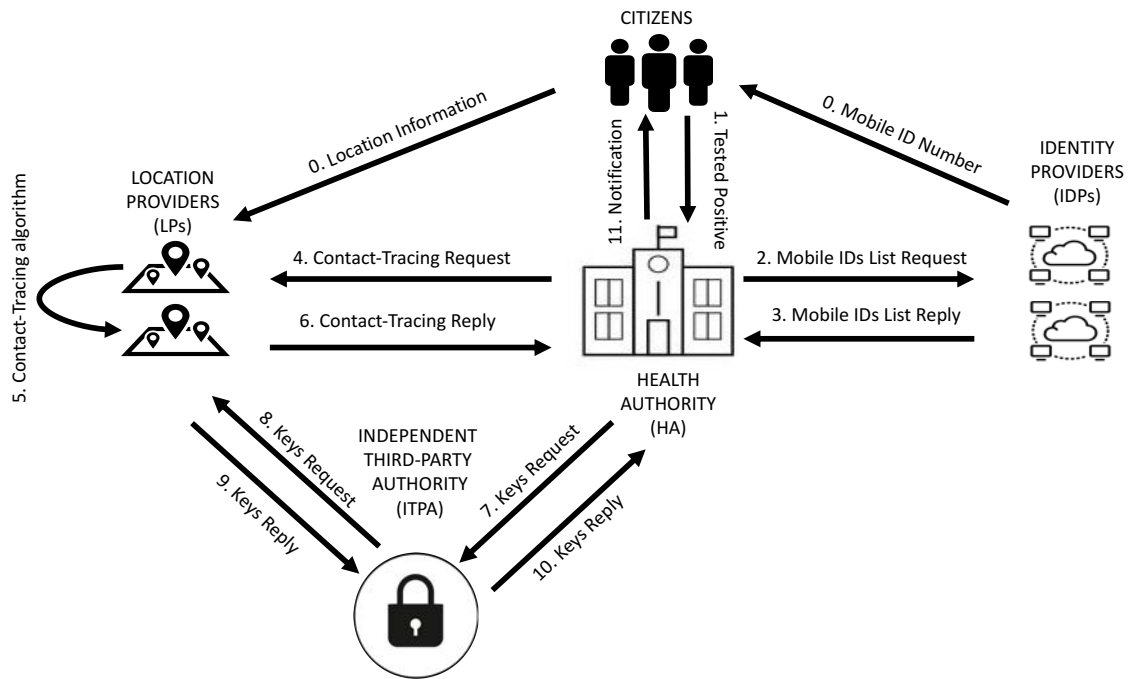 CITIZENS
0. Location Information
11. Notification
1. Tested Positive
0. Mobile ID Number
IDENTITY
PROVIDERS
(IDPs)
LOCATION
PROVIDERS
(LPs)
5. Contact-Tracing algorithm
4. Contact-Tracing Request
2. Mobile IDs List Request
6. Contact-Tracing Reply
3. Mobile IDs List Reply
HEALTH
AUTHORITY
(HA)
8. Keys Request
9. Keys Reply
INDEPENDENT
THIRD-PARTY
AUTHORITY
(ITPA)
7. Keys Request
10. Keys Reply